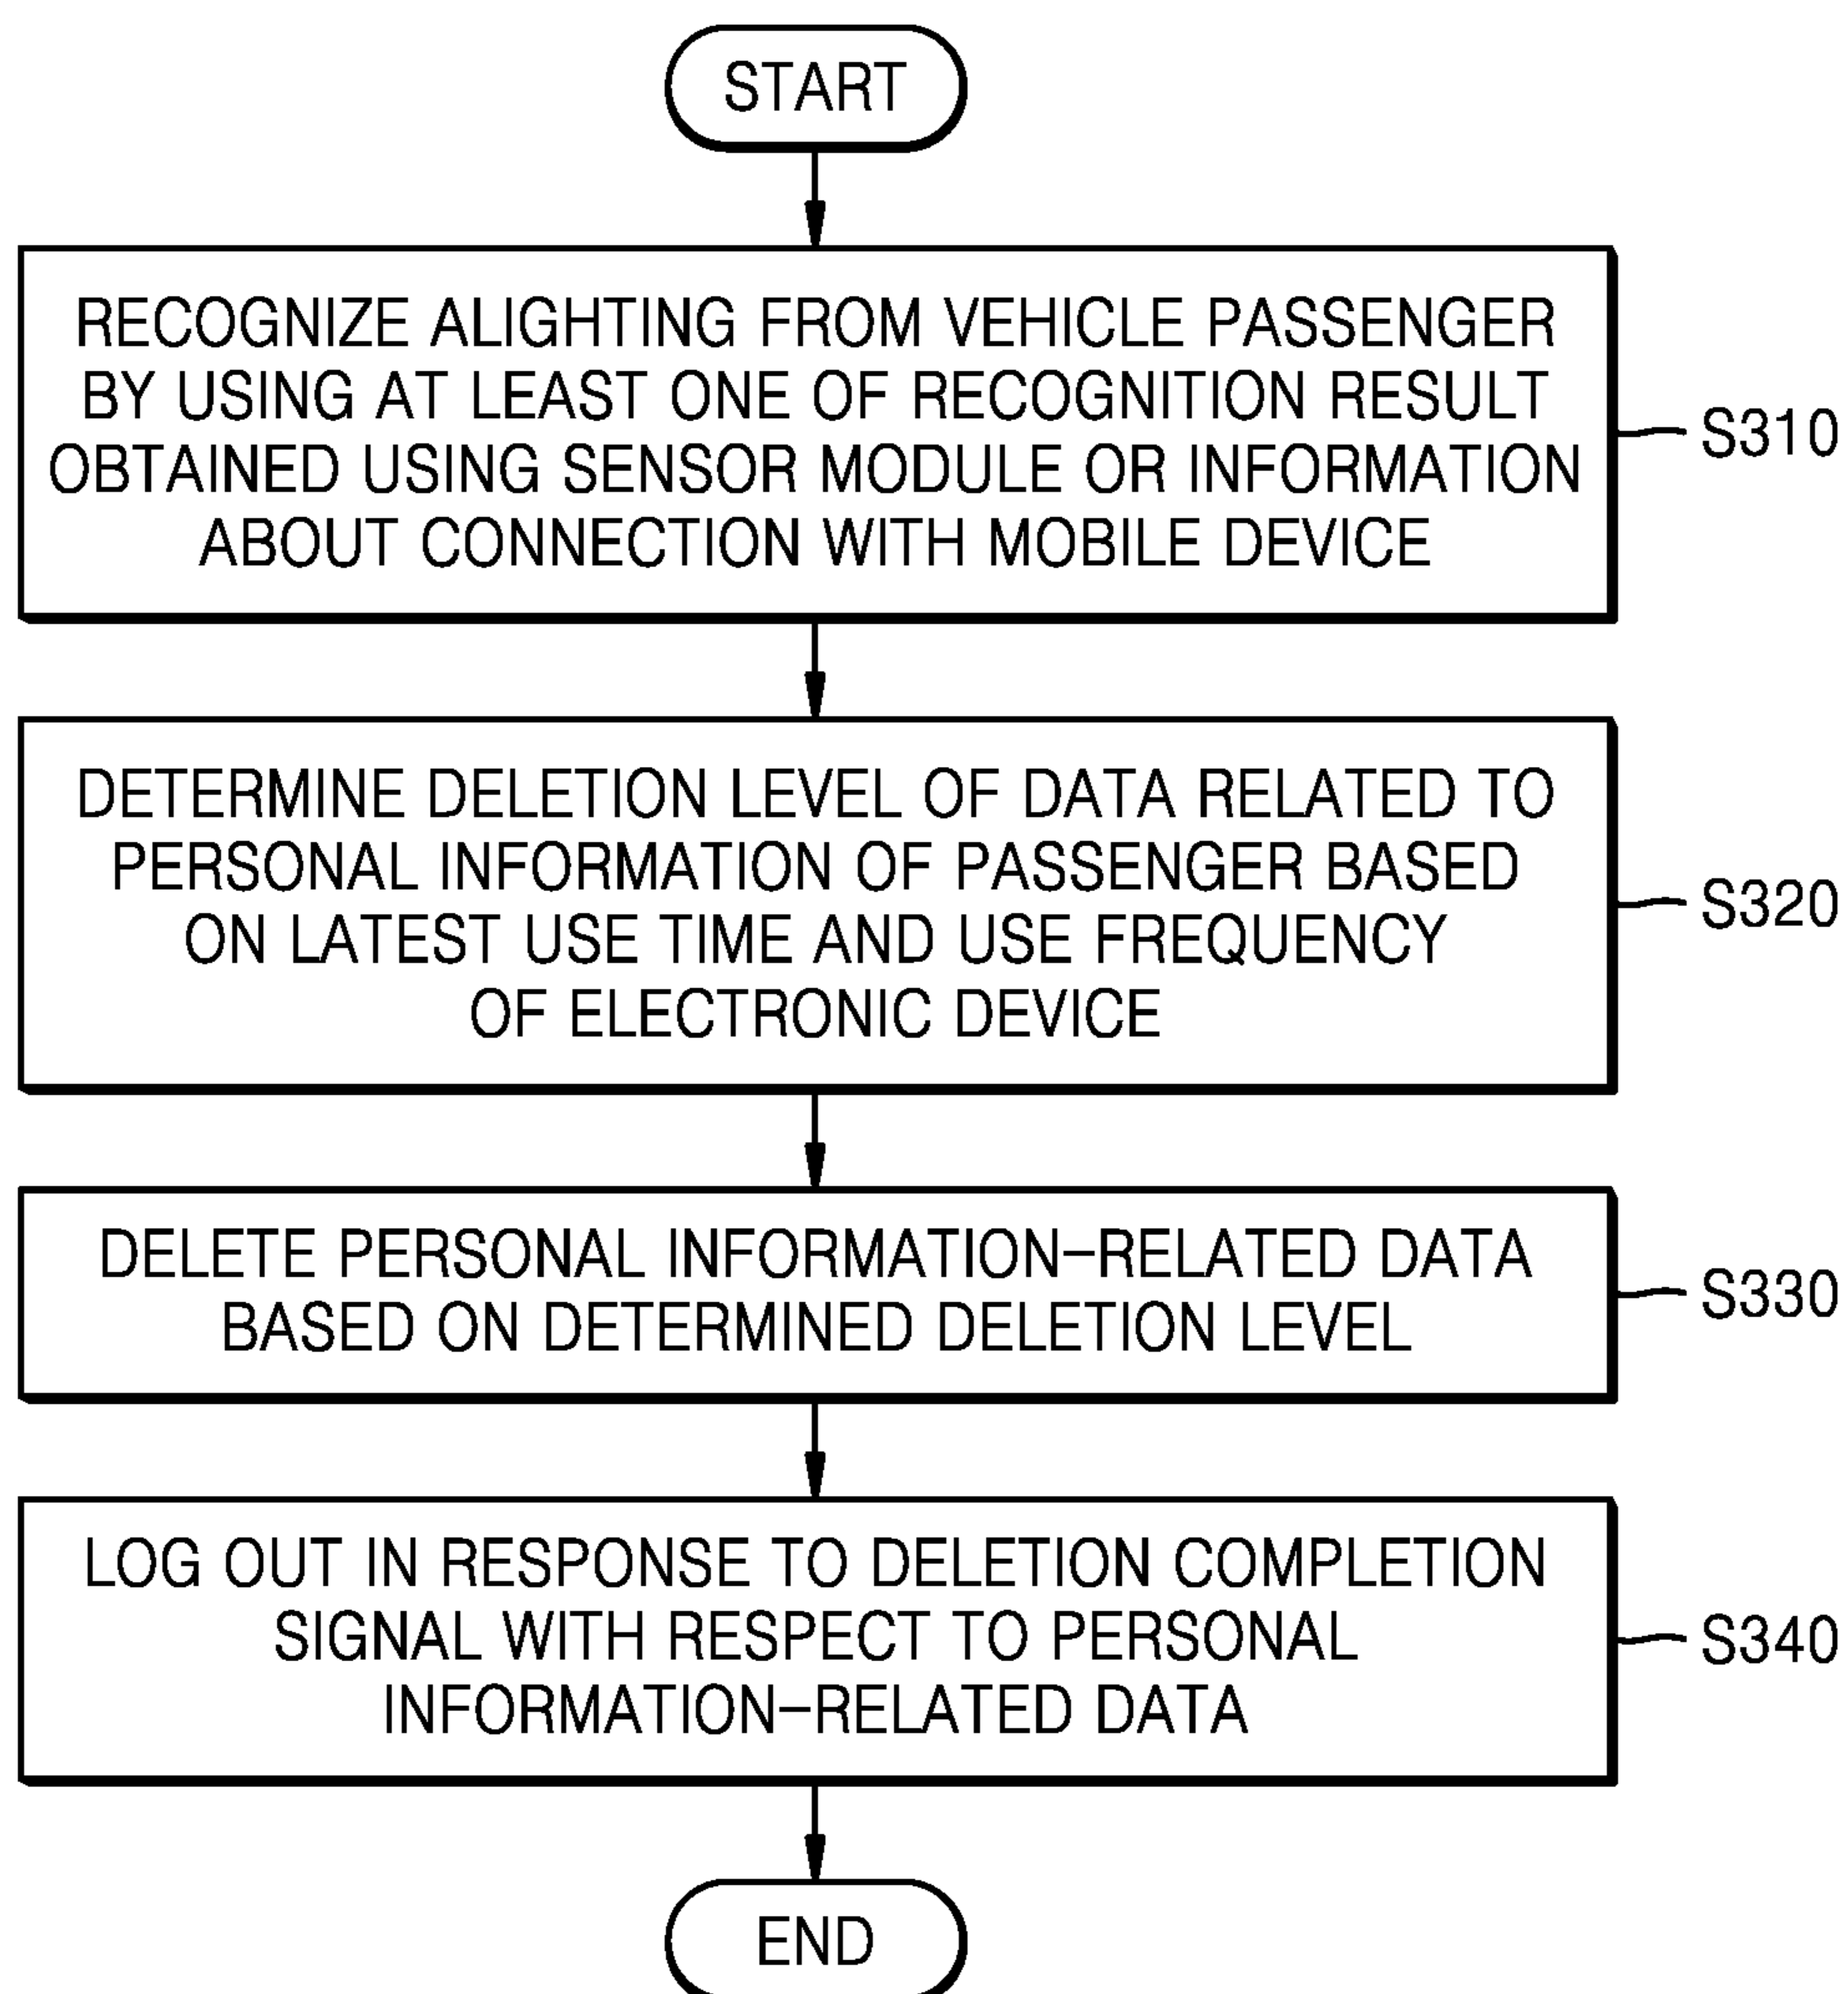 START
RECOGNIZE ALIGHTING FROM VEHICLE PASSENGER
BY USING AT LEAST ONE OF RECOGNITION RESULT
OBTAINED USING SENSOR MODULE OR INFORMATION
ABOUT CONNECTION WITH MOBILE DEVICE
S310
DETERMINE DELETION LEVEL OF DATA RELATED TO
PERSONAL INFORMATION OF PASSENGER BASED
ON LATEST USE TIME AND USE FREQUENCY
OF ELECTRONIC DEVICE
S320
DELETE PERSONAL INFORMATION-RELATED DATA
BASED ON DETERMINED DELETION LEVEL
S330
LOG OUT IN RESPONSE TO DELETION COMPLETION
SIGNAL WITH RESPECT TO PERSONAL
INFORMATION-RELATED DATA
S340
END